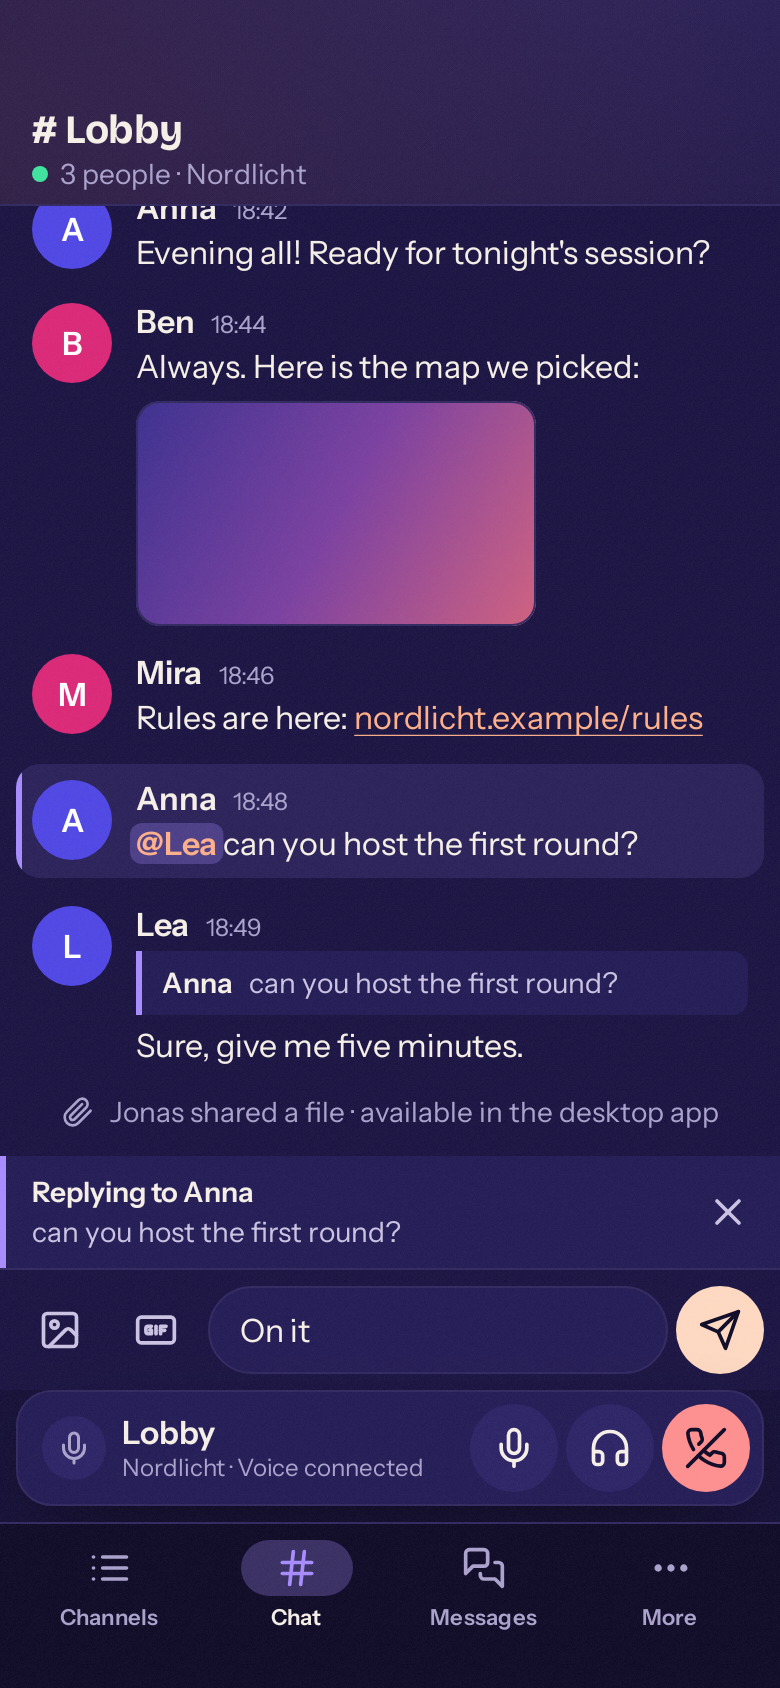 # Lobby
3 people · Nordlicht
A
Anna 18:42
Evening all! Ready for tonight's session?
B
Ben 18:44
Always. Here is the map we picked:
M
Mira 18:46
Rules are here: nordlicht.example/rules
A
Anna 18:48
@Lea can you host the first round?
L
Lea 18:49
Anna can you host the first round?
Sure, give me five minutes.
Jonas shared a file · available in the desktop app
Replying to Anna
can you host the first round?
GIF
On it
Lobby
Nordlicht · Voice connected
Channels
Chat
Messages
More